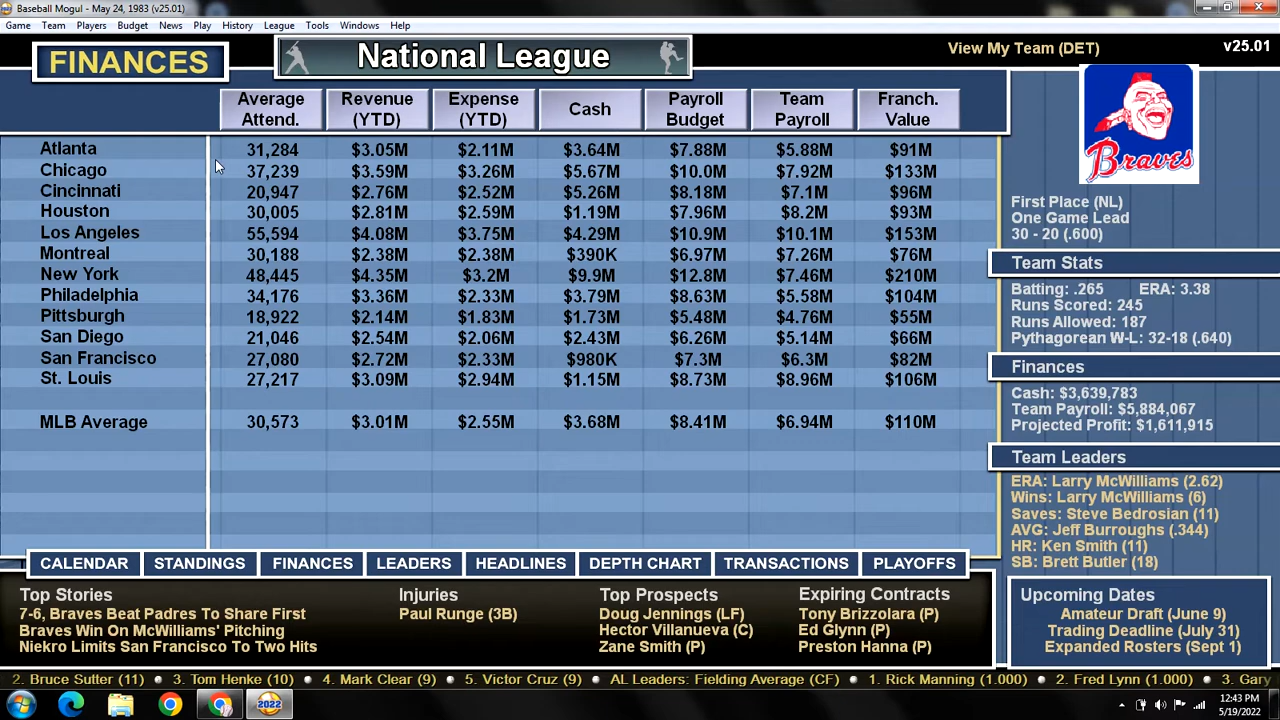 Baseball Mogul - May 24, 1983 (v25.01)
Game Team Players Budget News Play History League Tools Windows Help
FINANCES
National League
View My Team (DET)
v25.01
Average Attend. Revenue (YTD) Expense (YTD) Cash Payroll Budget Team Payroll Franch. Value
Atlanta 31,284 $3.05M $2.11M $3.64M $7.88M $5.88M $91M
Chicago 37,239 $3.59M $3.26M $5.67M $10.0M $7.92M $133M
Cincinnati 20,947 $2.76M $2.52M $5.26M $8.18M $7.1M $96M
Houston 30,005 $2.81M $2.59M $1.19M $7.96M $8.2M $93M
Los Angeles 55,594 $4.08M $3.75M $4.29M $10.9M $10.1M $153M
Montreal 30,188 $2.38M $2.38M $390K $6.97M $7.26M $76M
New York 48,445 $4.35M $3.2M $9.9M $12.8M $7.46M $210M
Philadelphia 34,176 $3.36M $2.33M $3.79M $8.63M $5.58M $104M
Pittsburgh 18,922 $2.14M $1.83M $1.73M $5.48M $4.76M $55M
San Diego 21,046 $2.54M $2.06M $2.43M $6.26M $5.14M $66M
San Francisco 27,080 $2.72M $2.33M $980K $7.3M $6.3M $82M
St. Louis 27,217 $3.09M $2.94M $1.15M $8.73M $8.96M $106M
MLB Average 30,573 $3.01M $2.55M $3.68M $8.41M $6.94M $110M
Braves
First Place (NL)
One Game Lead
30 - 20 (.600)
Team Stats
Batting: .265 ERA: 3.38
Runs Scored: 245
Runs Allowed: 187
Pythagorean W-L: 32-18 (.640)
Finances
Cash: $3,639,783
Team Payroll: $5,884,067
Projected Profit: $1,611,915
Team Leaders
ERA: Larry McWilliams (2.62)
Wins: Larry McWilliams (6)
Saves: Steve Bedrosian (11)
AVG: Jeff Burroughs (.344)
HR: Ken Smith (11)
SB: Brett Butler (18)
CALENDAR STANDINGS FINANCES LEADERS HEADLINES DEPTH CHART TRANSACTIONS PLAYOFFS
Top Stories
7-6, Braves Beat Padres To Share First
Braves Win On McWilliams' Pitching
Niekro Limits San Francisco To Two Hits
Injuries
Paul Runge (3B)
Top Prospects
Doug Jennings (LF)
Hector Villanueva (C)
Zane Smith (P)
Expiring Contracts
Tony Brizzolara (P)
Ed Glynn (P)
Preston Hanna (P)
Upcoming Dates
Amateur Draft (June 9)
Trading Deadline (July 31)
Expanded Rosters (Sept 1)
2. Bruce Sutter (11) • 3. Tom Henke (10) • 4. Mark Clear (9) • 5. Victor Cruz (9) • AL Leaders: Fielding Average (CF) • 1. Rick Manning (1.000) • 2. Fred Lynn (1.000) • 3. Gary
2022
12:43 PM
5/19/2022